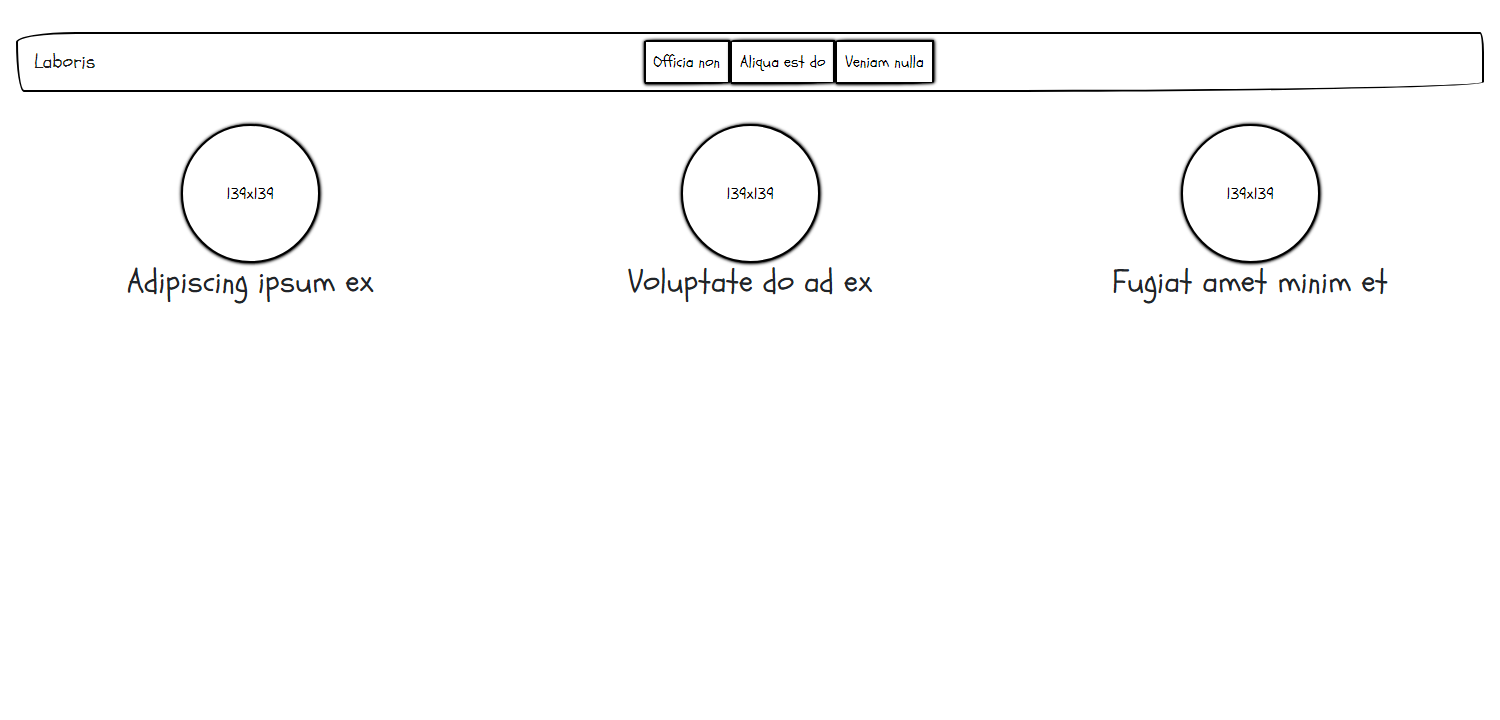 Laboris
Officia non
Aliqua est do
Veniam nulla
139x139
139x139
139x139
Adipiscing ipsum ex
Voluptate do ad ex
Fugiat amet minim et